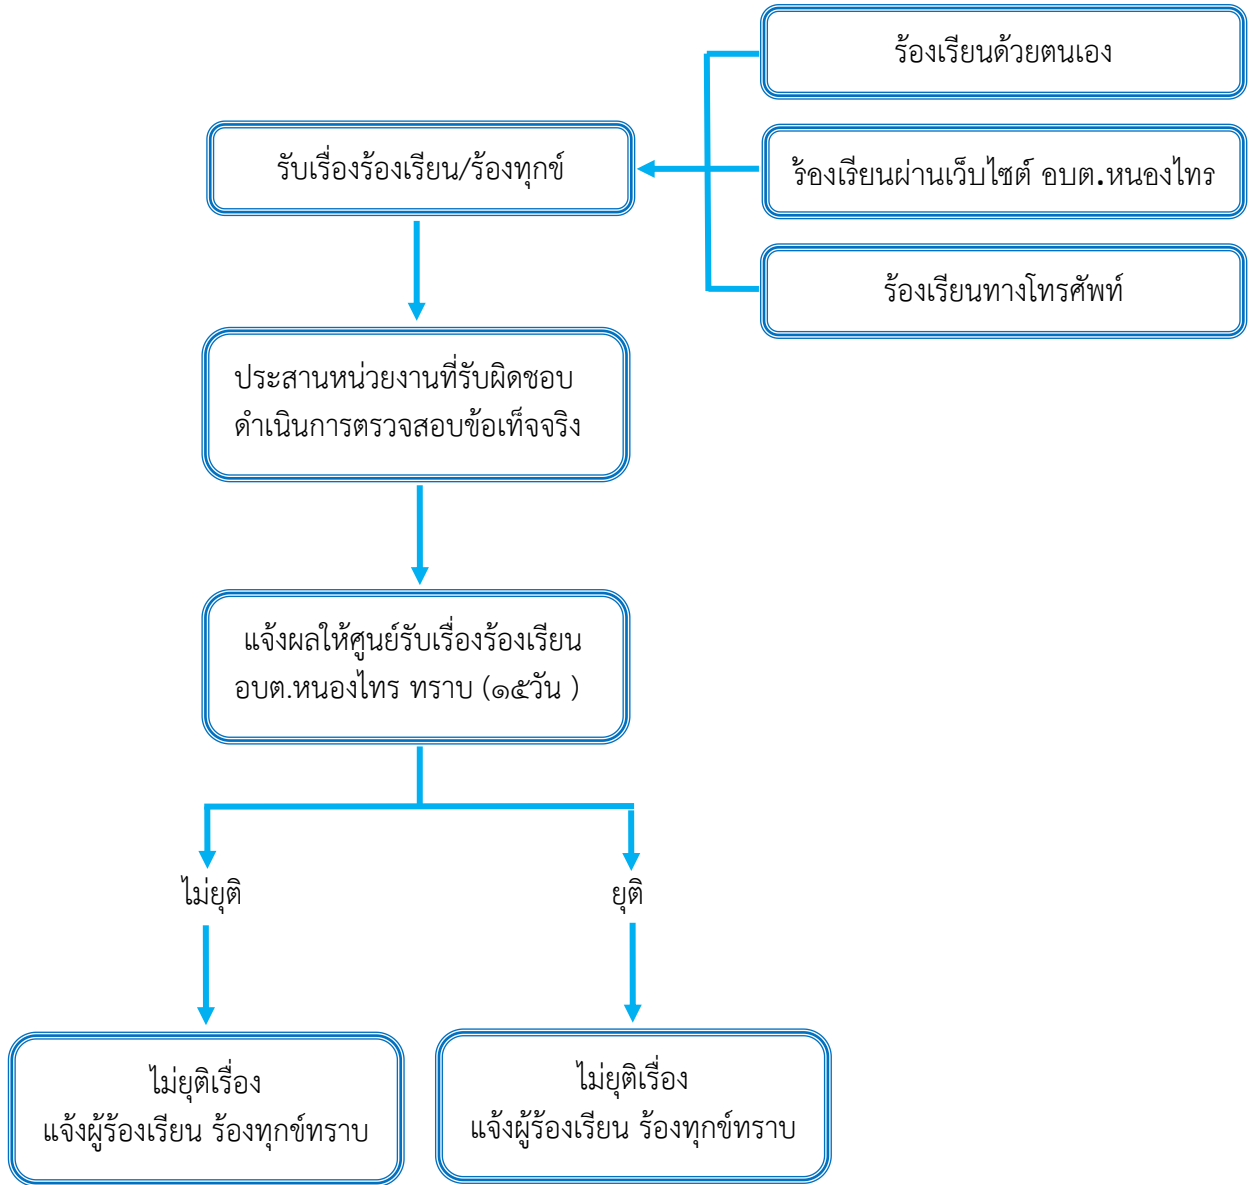 ร้องเรียนด้วยตนเอง
รับเรื่องร้องเรียน/ร้องทุกข์
ร้องเรียนผ่านเว็บไซต์ อบต.หนองไทร
ร้องเรียนทางโทรศัพท์
ประสานหน่วยงานที่รับผิดชอบ
ดำเนินการตรวจสอบข้อเท็จจริง
แจ้งผลให้ศูนย์รับเรื่องร้องเรียน
อบต.หนองไทร ทราบ (๑๕วัน )
ไม่ยุติ
ยุติ
ไม่ยุติเรื่อง
แจ้งผู้ร้องเรียน ร้องทุกข์ทราบ
ไม่ยุติเรื่อง
แจ้งผู้ร้องเรียน ร้องทุกข์ทราบ